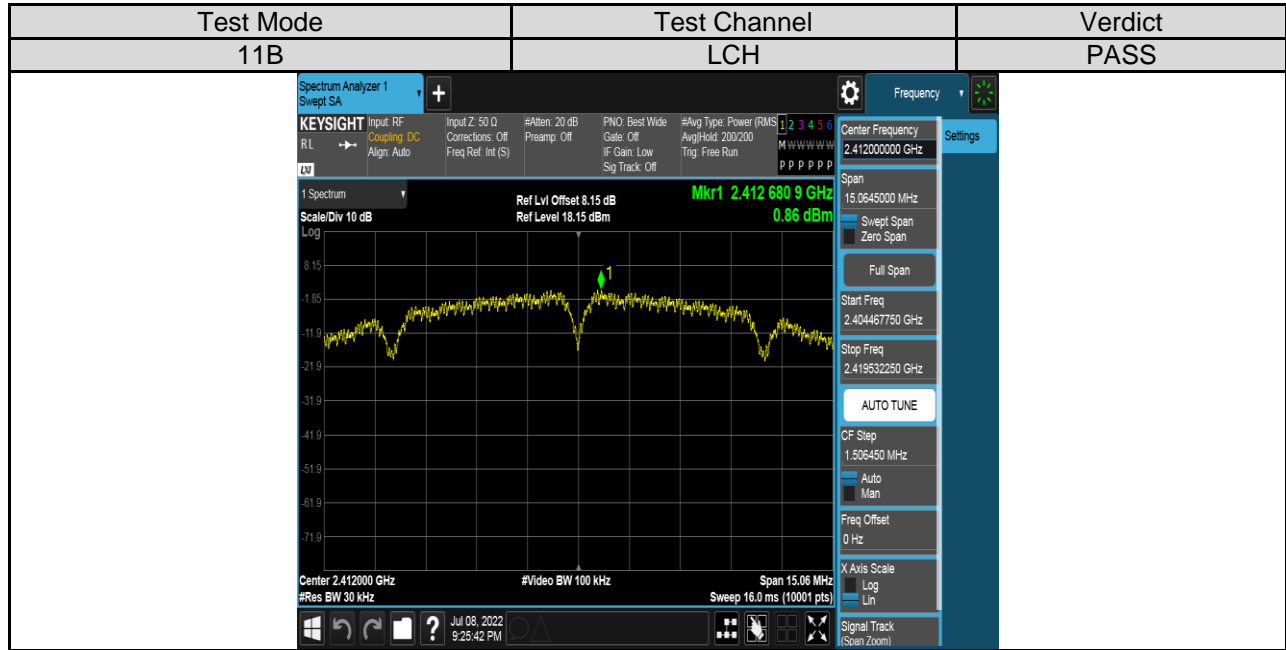 Test Mode Test Channel Verdict
11B LCH PASS
Spectrum Analyzer 1
Swept SA
+
Frequency
KEYSIGHT
R L
LXI
Input: RF
Coupling: DC
Align: Auto
Input Z: 50 Ω
Corrections: Off
Freq Ref: Int (S)
#Atten: 20 dB
Preamp: Off
PNO: Best Wide
Gate: Off
IF Gain: Low
Sig Track: Off
#Avg Type: Power (RMS
Avg|Hold: 200/200
Trig: Free Run
1 2 3 4 5 6
M W W W W W
P P P P P P
1 Spectrum
Scale/Div 10 dB
Log
Ref Lvl Offset 8.15 dB
Ref Level 18.15 dBm
Mkr1 2.412 680 9 GHz
0.86 dBm
1
8.15
-1.85
-11.9
-21.9
-31.9
-41.9
-51.9
-61.9
-71.9
Center 2.412000 GHz
#Res BW 30 kHz
#Video BW 100 kHz
Span 15.06 MHz
Sweep 16.0 ms (10001 pts)
?
Jul 08, 2022
9:25:42 PM
Center Frequency
2.412000000 GHz
Settings
Span
15.0645000 MHz
Swept Span
Zero Span
Full Span
Start Freq
2.404467750 GHz
Stop Freq
2.419532250 GHz
AUTO TUNE
CF Step
1.506450 MHz
Auto
Man
Freq Offset
0 Hz
X Axis Scale
Log
Lin
Signal Track
(Span Zoom)